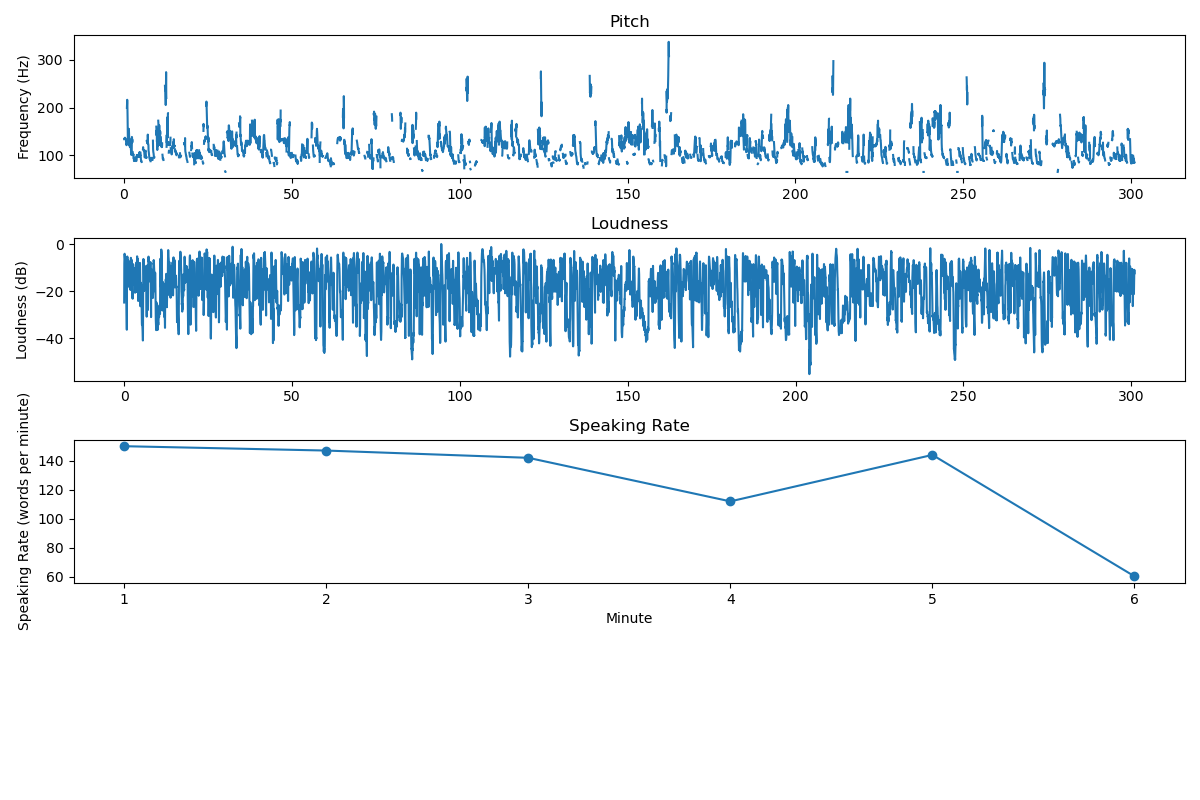 Pitch
Frequency (Hz)
300
200
100
0 50 100 150 200 250 300
Loudness
Loudness (dB)
0
−20
−40
0 50 100 150 200 250 300
Speaking Rate
Speaking Rate (words per minute)
140
120
100
80
60
1 2 3 4 5 6
Minute